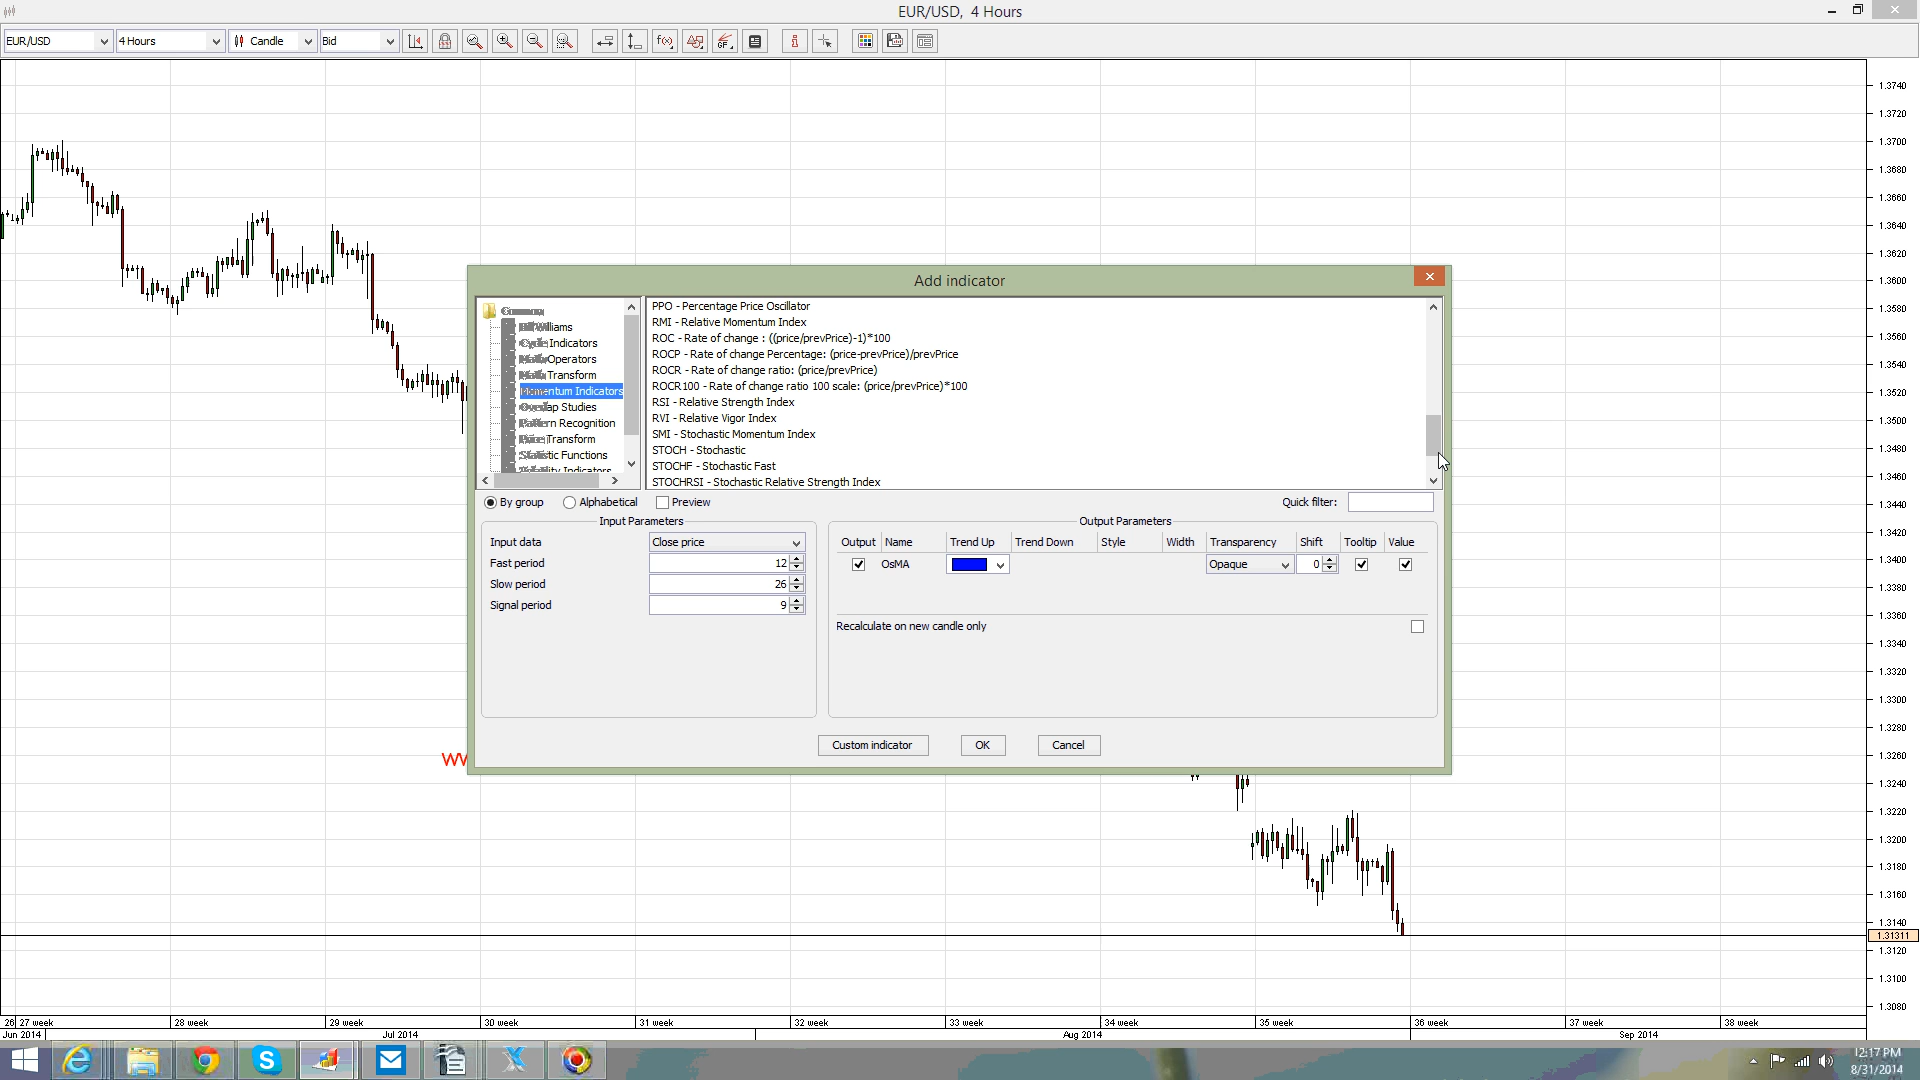 EUR/USD, 4 Hours
EUR/USD 4 Hours Candle Bid
1.3740
1.3720
1.3700
1.3680
1.3660
1.3640
1.3620
1.3600
1.3580
1.3560
1.3540
1.3520
1.3500
1.3480
1.3460
1.3440
1.3420
1.3400
1.3380
1.3360
1.3340
1.3320
1.3300
1.3280
1.3260
1.3240
1.3220
1.3200
1.3180
1.3160
1.3140
1.31311
1.3120
1.3100
1.3080
Add indicator
Common
Bill Williams
Cycle Indicators
Math Operators
Math Transform
Momentum Indicators
Overlap Studies
Pattern Recognition
Price Transform
Statistic Functions
Volatility Indicators
PPO - Percentage Price Oscillator
RMI - Relative Momentum Index
ROC - Rate of change : ((price/prevPrice)-1)*100
ROCP - Rate of change Percentage: (price-prevPrice)/prevPrice
ROCR - Rate of change ratio: (price/prevPrice)
ROCR100 - Rate of change ratio 100 scale: (price/prevPrice)*100
RSI - Relative Strength Index
RVI - Relative Vigor Index
SMI - Stochastic Momentum Index
STOCH - Stochastic
STOCHF - Stochastic Fast
STOCHRSI - Stochastic Relative Strength Index
By group Alphabetical Preview Quick filter:
Input Parameters
Input data Close price
Fast period 12
Slow period 26
Signal period 9
Output Parameters
Output Name Trend Up Trend Down Style Width Transparency Shift Tooltip Value
OsMA Opaque 0
Recalculate on new candle only
Custom indicator OK Cancel
26 27 week 28 week 29 week 30 week 31 week 32 week 33 week 34 week 35 week 36 week 37 week 38 week
Jun 2014 Jul 2014 Aug 2014 Sep 2014
12:17 PM
8/31/2014